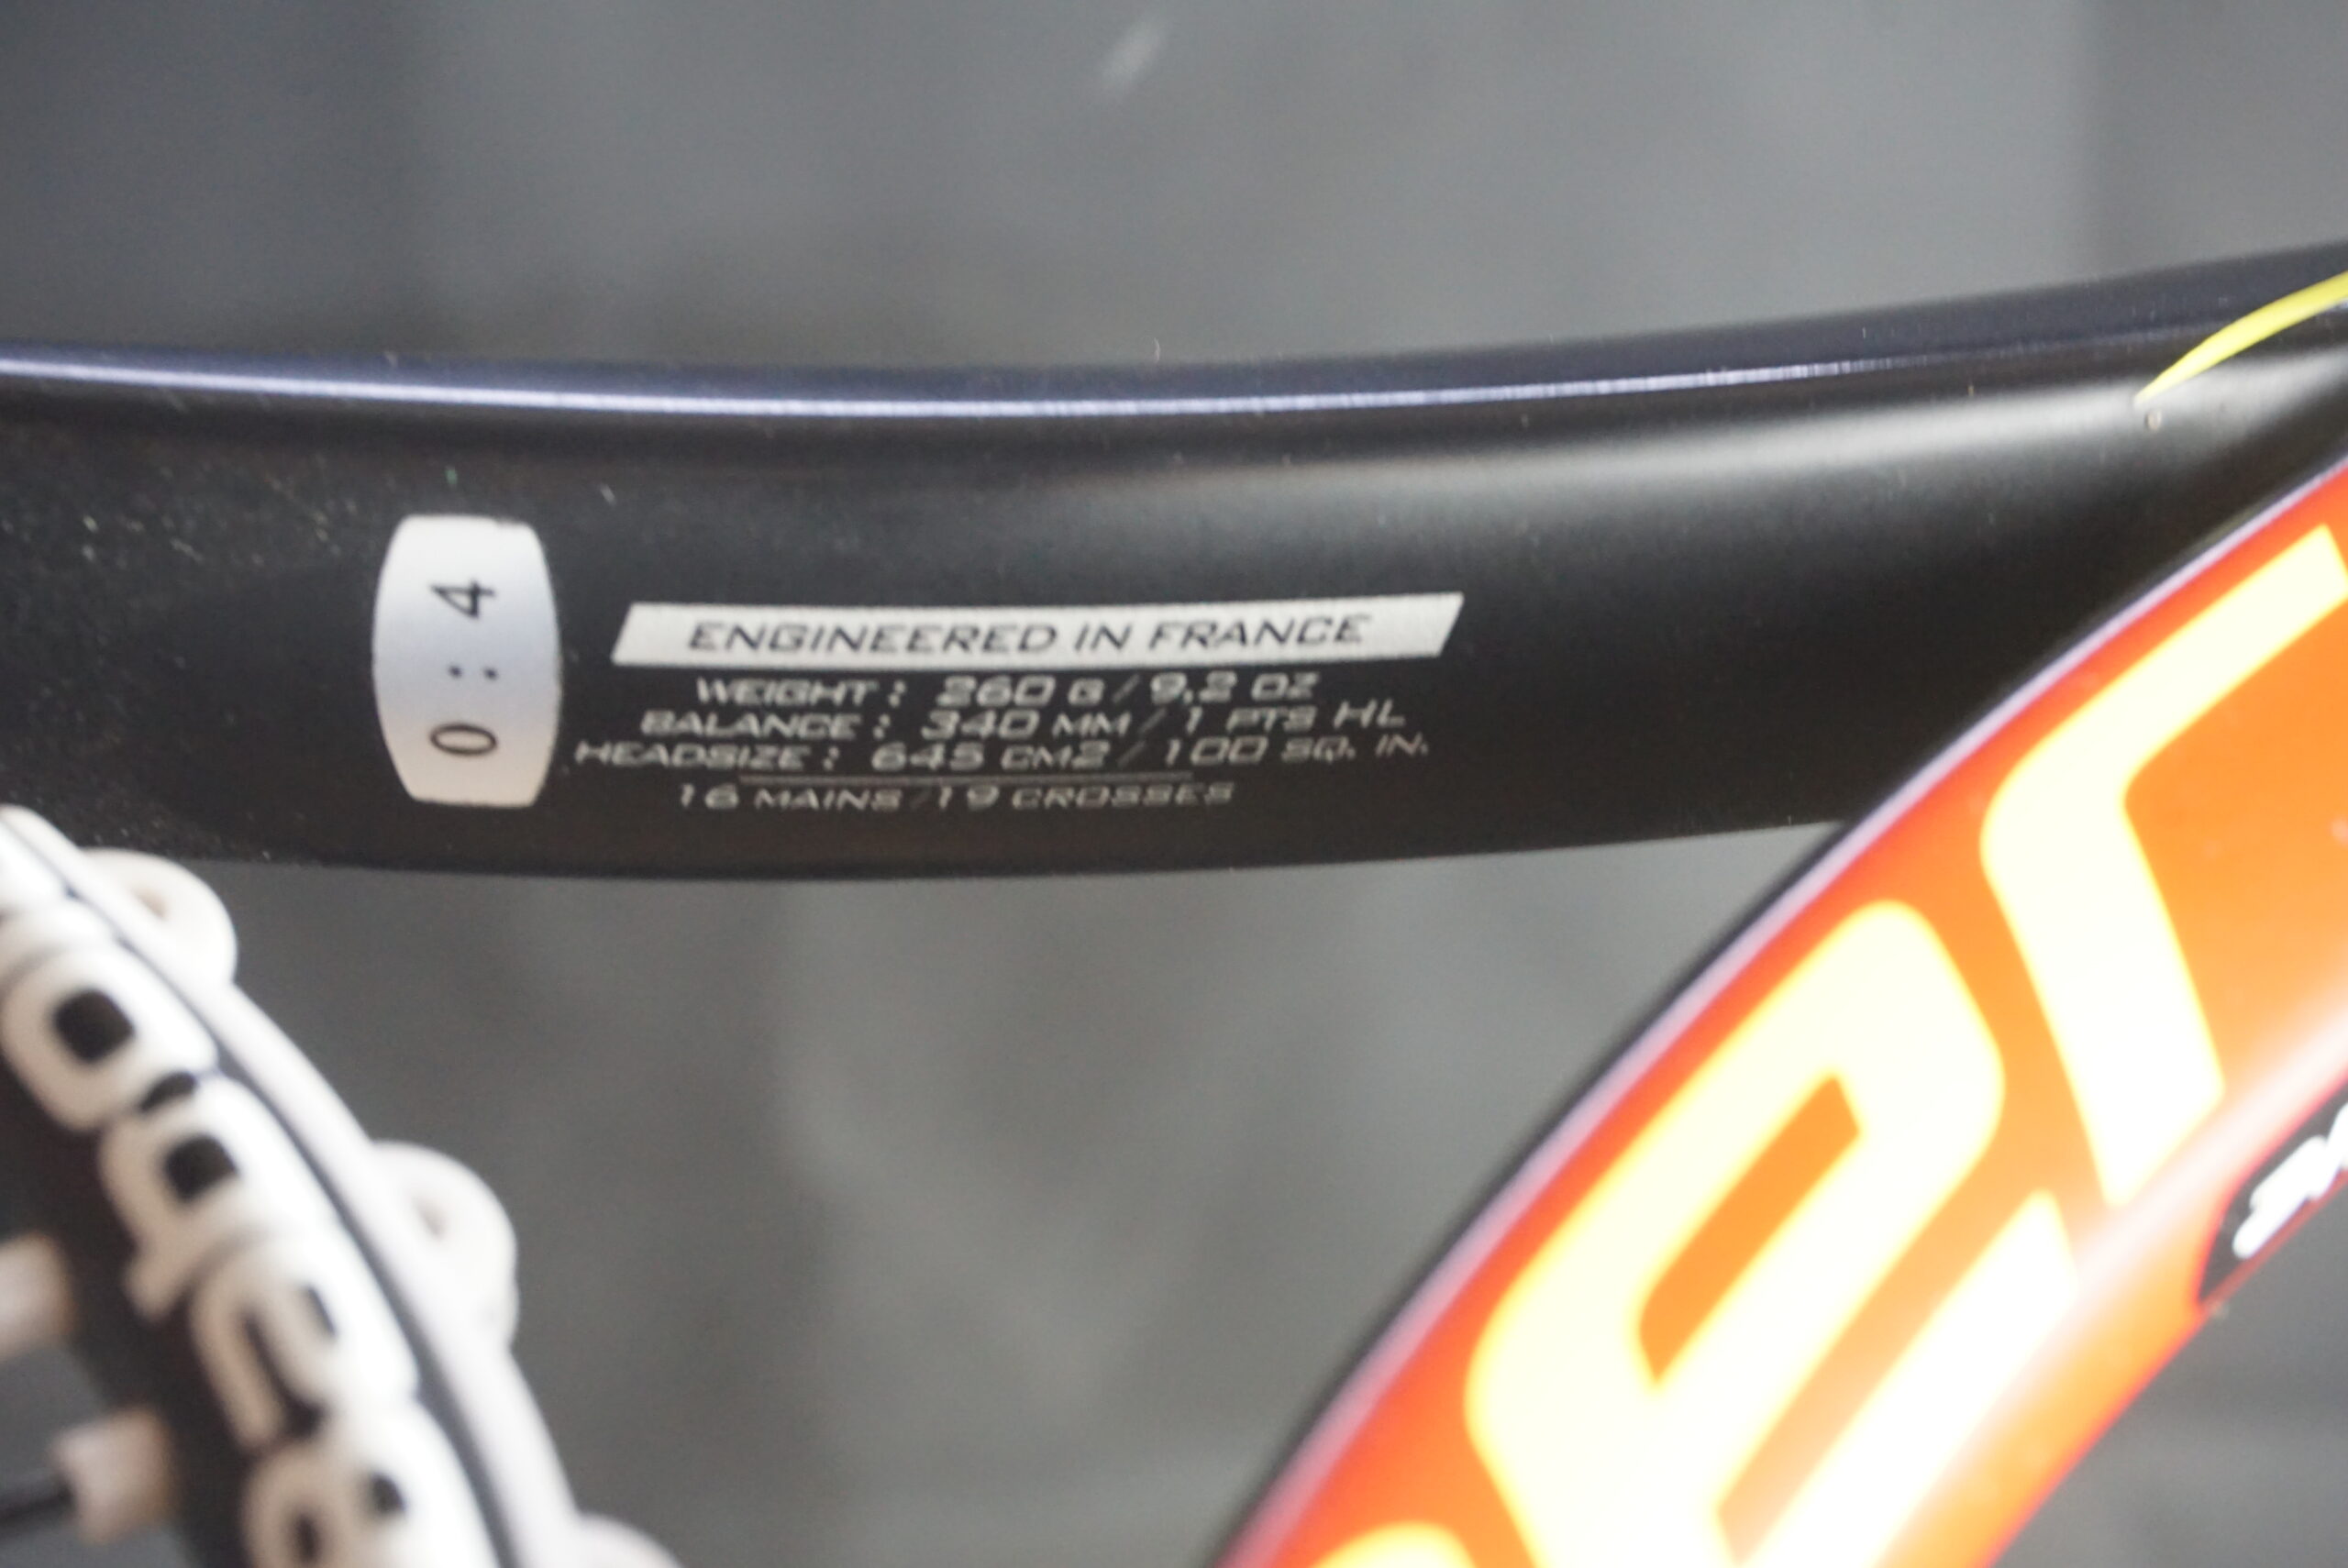 0 : 4
ENGINEERED IN FRANCE
WEIGHT : 260 G / 9,2 OZ
BALANCE : 340 MM / 1 PTS HL
HEADSIZE : 645 CM2 / 100 SQ. IN.
16 MAINS / 19 CROSSES
er